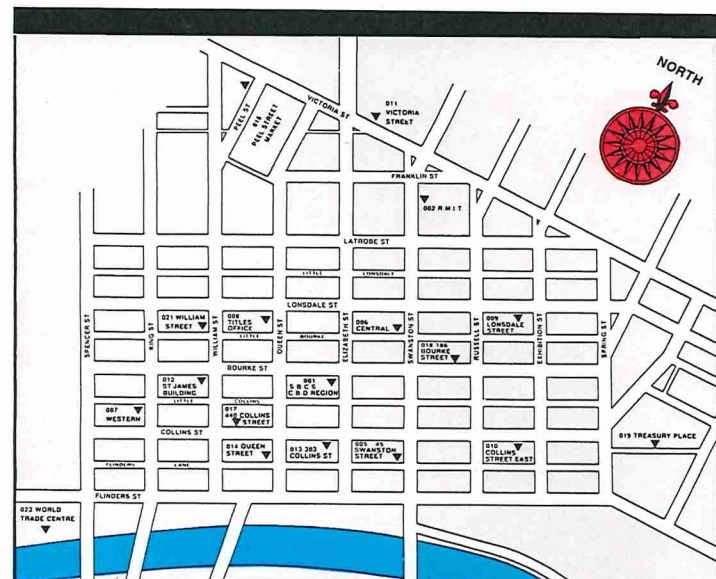 NORTH
PEEL ST
018
PEEL STREET
MARKET
VICTORIA ST
011
VICTORIA
STREET
FRANKLIN ST
002 R.M.I.T.
LATROBE ST
LITTLE LONSDALE
LONSDALE ST
SPENCER ST
KING ST
021 WILLIAM
STREET
WILLIAM ST
008
TITLES
OFFICE
QUEEN ST
ELIZABETH ST
006
CENTRAL
SWANSTON ST
018 186
BOURKE
STREET
RUSSELL ST
009
LONSDALE
STREET
EXHIBITION ST
SPRING ST
LITTLE BOURKE
BOURKE ST
012
ST JAMES
BUILDING
001
S B C S
C B D REGION
LITTLE COLLINS
007
WESTERN
017
440 COLLINS
STREET
COLLINS ST
014 QUEEN
STREET
013 303
COLLINS ST
005 45
SWANSTON
STREET
010
COLLINS
STREET EAST
019 TREASURY PLACE
FLINDERS LANE
FLINDERS ST
023 WORLD
TRADE CENTRE